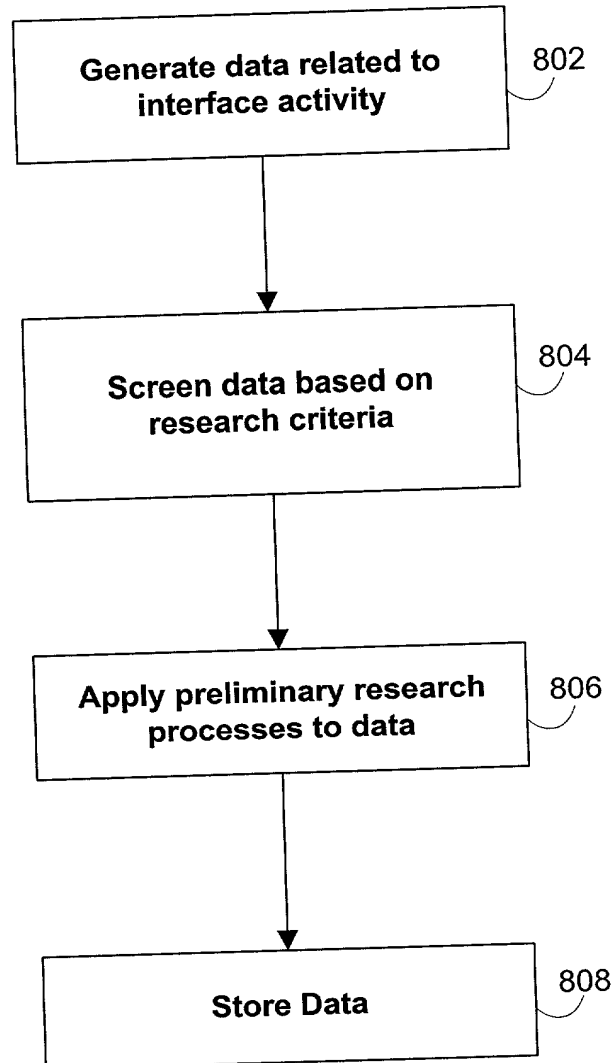 Generate data related to
interface activity
802
Screen data based on
research criteria
804
Apply preliminary research
processes to data
806
Store Data
808